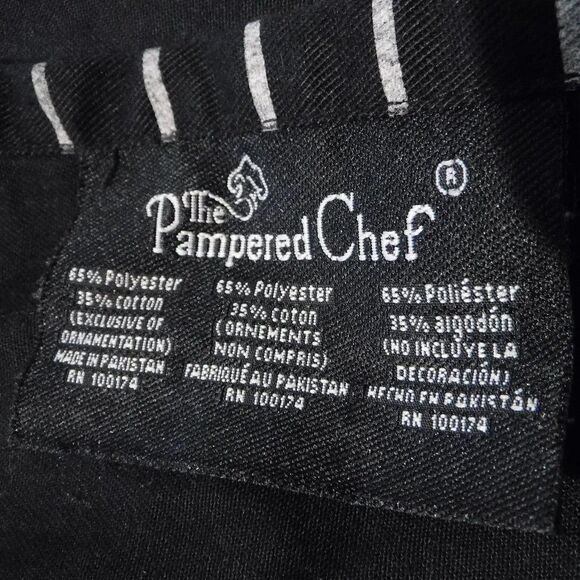 The
Pampered Chef ®
65% Polyester
35% cotton
(EXCLUSIVE OF
ORNAMENTATION)
MADE IN PAKISTAN
RN 100174
65% Polyester
35% coton
(ORNEMENTS
NON COMPRIS)
FABRIQUÉ AU PAKISTAN
RN 100174
65% Poliéster
35% algodón
(NO INCLUYE LA
DECORACIÓN)
HECHO EN PAKISTÁN
RN 100174